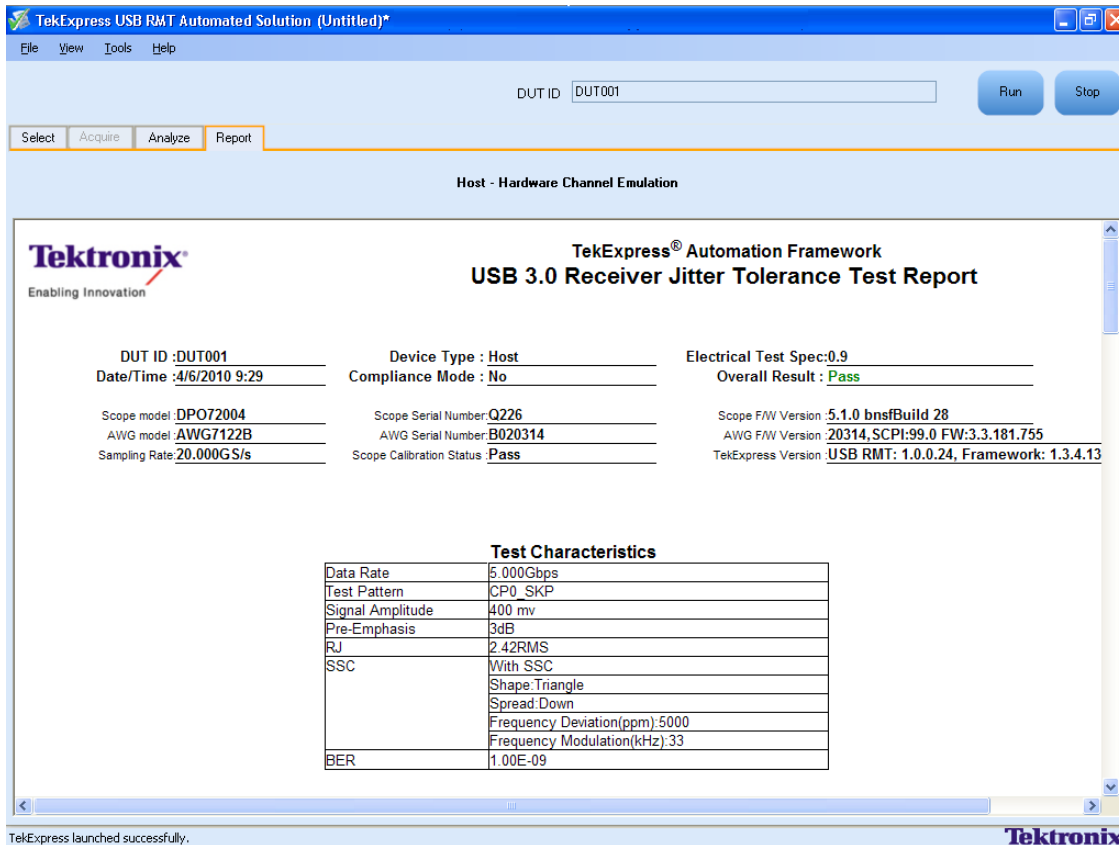 TekExpress USB RMT Automated Solution (Untitled)*
File View Tools Help
DUT ID DUT001 Run Stop
Select Acquire Analyze Report
Host - Hardware Channel Emulation
Tektronix®
Enabling Innovation
TekExpress® Automation Framework
USB 3.0 Receiver Jitter Tolerance Test Report
DUT ID :DUT001 Device Type : Host Electrical Test Spec:0.9
Date/Time :4/6/2010 9:29 Compliance Mode : No Overall Result : Pass
Scope model :DPO72004 Scope Serial Number:Q226 Scope F/W Version :5.1.0 bnsfBuild 28
AWG model :AWG7122B AWG Serial Number:B020314 AWG F/W Version :20314,SCPI:99.0 FW:3.3.181.755
Sampling Rate:20.000GS/s Scope Calibration Status :Pass TekExpress Version :USB RMT: 1.0.0.24, Framework: 1.3.4.13
Test Characteristics
Data Rate 5.000Gbps
Test Pattern CP0_SKP
Signal Amplitude 400 mv
Pre-Emphasis 3dB
RJ 2.42RMS
SSC With SSC
Shape:Triangle
Spread:Down
Frequency Deviation(ppm):5000
Frequency Modulation(kHz):33
BER 1.00E-09
TekExpress launched successfully. Tektronix